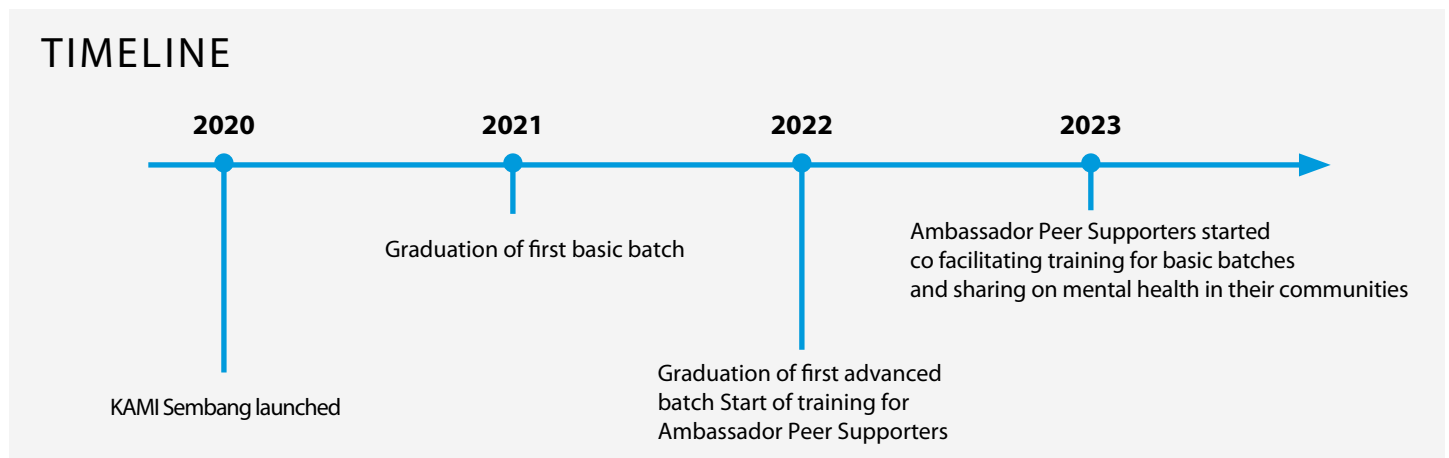 TIMELINE
2020
2021
2022
2023
KAMI Sembang launched
Graduation of first basic batch
Graduation of first advanced
batch Start of training for
Ambassador Peer Supporters
Ambassador Peer Supporters started
co facilitating training for basic batches
and sharing on mental health in their communities